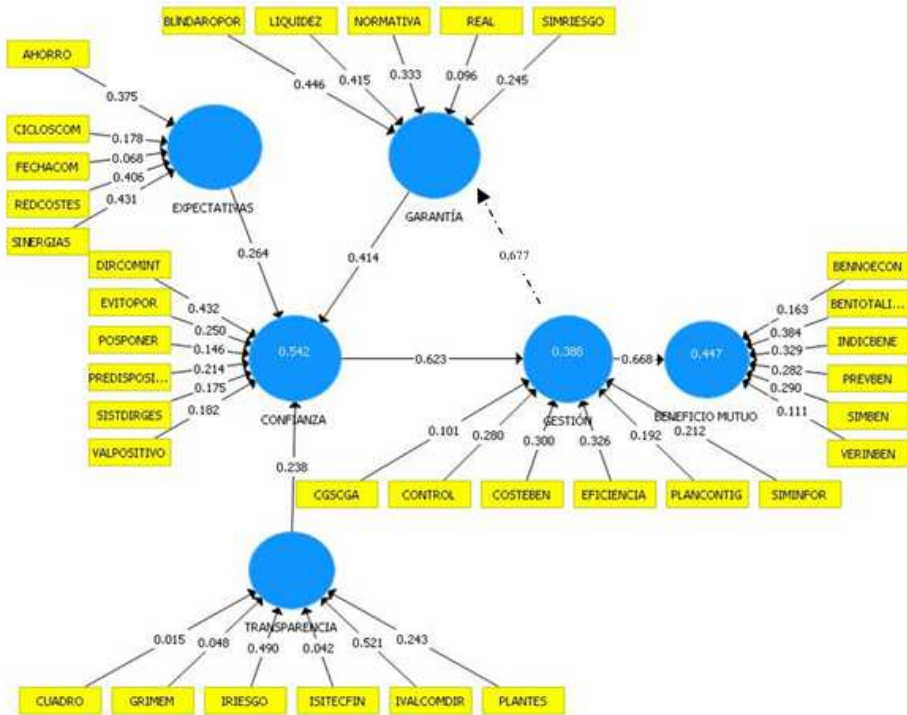 BLINDAROPOR
LIQUIDEZ
NORMATIVA
REAL
SIMRIESGO
0.446
0.415
0.333
0.096
0.245
AHORRO
0.375
CICLOSCOM
0.178
FECHACOM
0.068
REDCOSTES
0.406
SINERGIAS
0.431
EXPECTATIVAS
GARANTÍA
0.264
0.414
0,677
DIRCOMINT
0.432
EVITOPOR
0.250
POSPONER
0.146
PREDISPOSI...
0.214
SISTDIRGES
0.175
VALPOSITIVO
0.182
0.542
CONFIANZA
0.623
0.388
GESTIÓN
0.668
0.447
BENEFICIO MUTUO
BENNOECON
0.163
BENTOTALI...
0.384
INDICBENE
0.329
PREVBEN
0.282
SIMBEN
0.290
VERINBEN
0.111
0.101
0.280
0.300
0.326
0.192
0.212
CGSCGA
CONTROL
COSTEBEN
EFICIENCIA
PLANCONTIG
SIMINFOR
0.238
TRANSPARENCIA
0.015
0.048
0.490
0.042
0.521
0.243
CUADRO
GRIMEM
IRIESGO
ISITECFIN
IVALCOMDIR
PLANTES